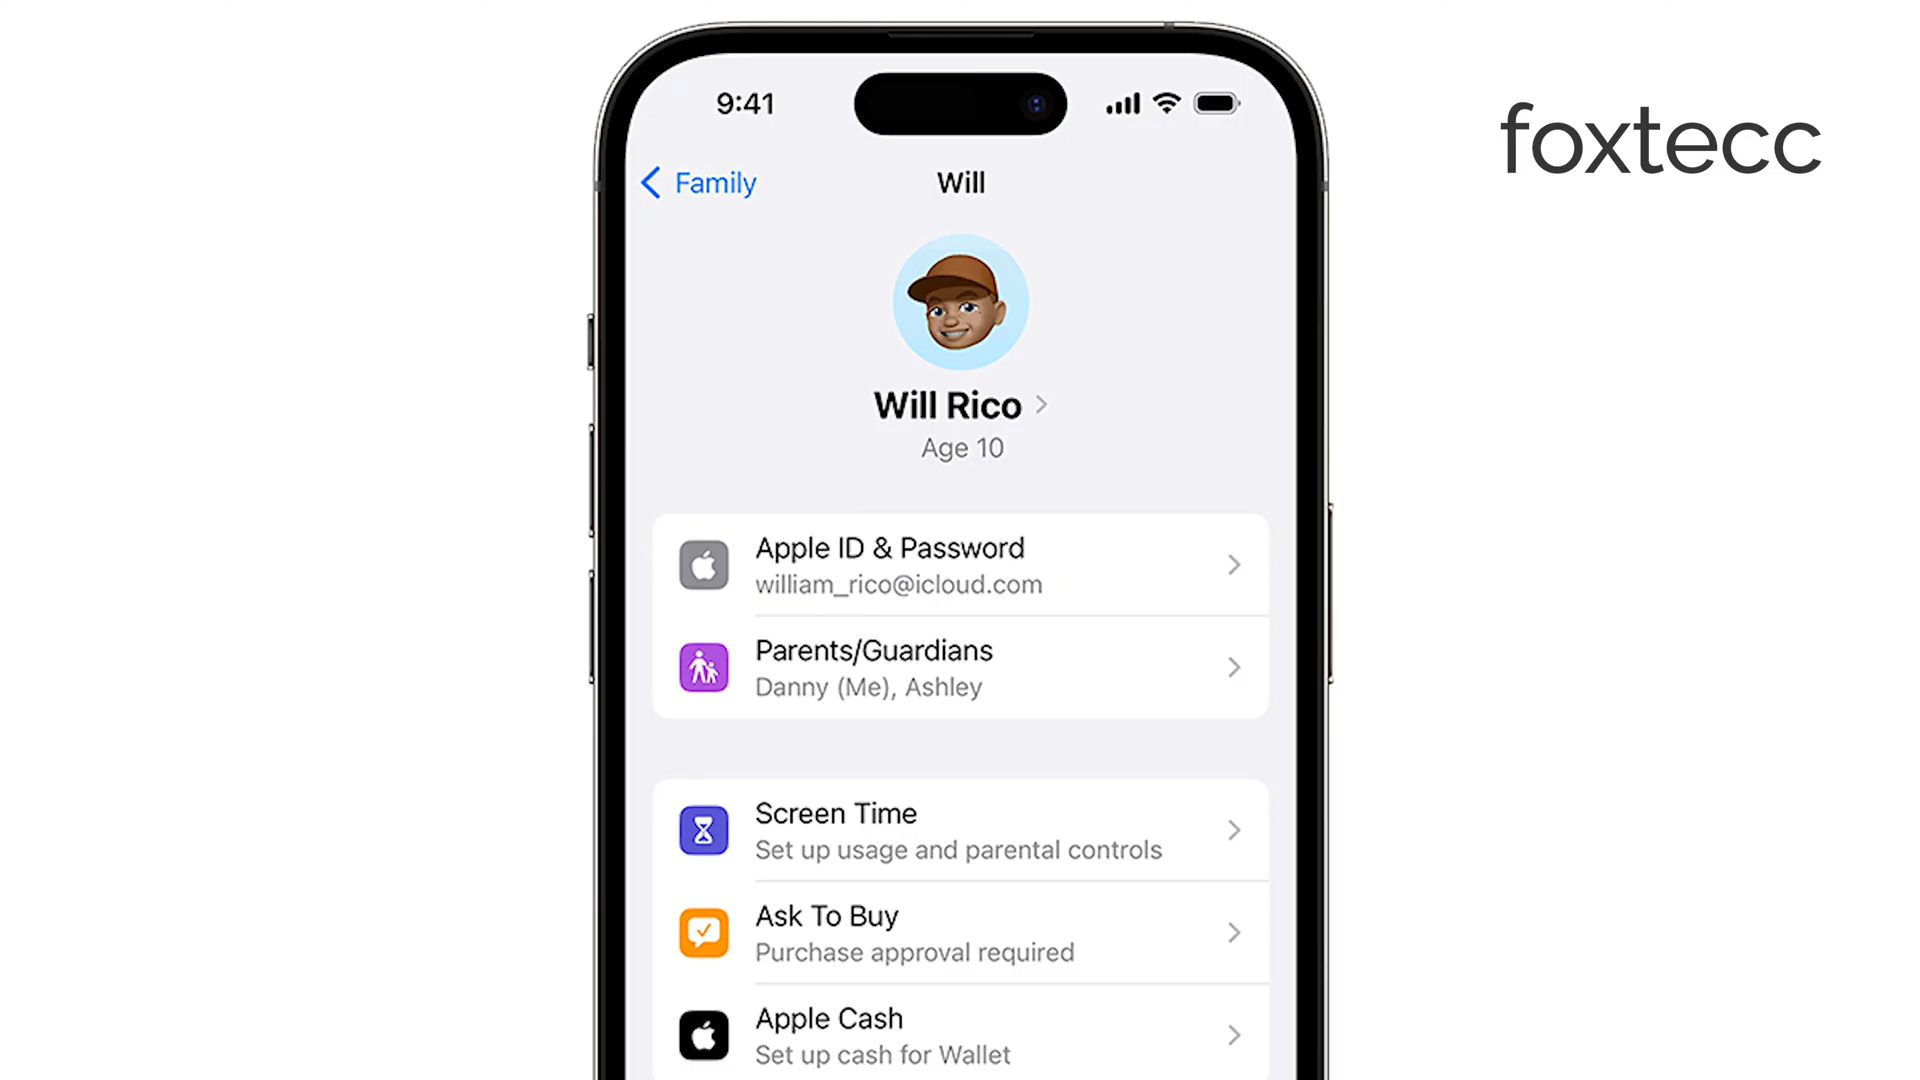 9:41
foxtecc
Family
Will
Will Rico
Age 10
Apple ID & Password
william_rico@icloud.com
Parents/Guardians
Danny (Me), Ashley
Screen Time
Set up usage and parental controls
Ask To Buy
Purchase approval required
Apple Cash
Set up cash for Wallet